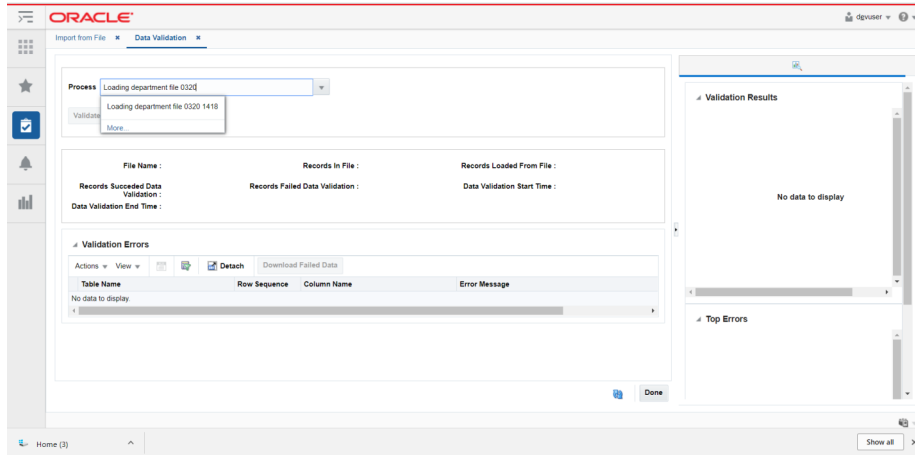 ORACLE®
dgvuser
Import from File ×
Data Validation ×
Process Loading department file 0320
Loading department file 0320 1418
More...
Validate
File Name :
Records In File :
Records Loaded From File :
Records Succeded Data Validation :
Records Failed Data Validation :
Data Validation Start Time :
Data Validation End Time :
Validation Errors
Actions View Detach Download Failed Data
Table Name Row Sequence Column Name Error Message
No data to display.
Done
Validation Results
No data to display
Top Errors
Home (3)
Show all